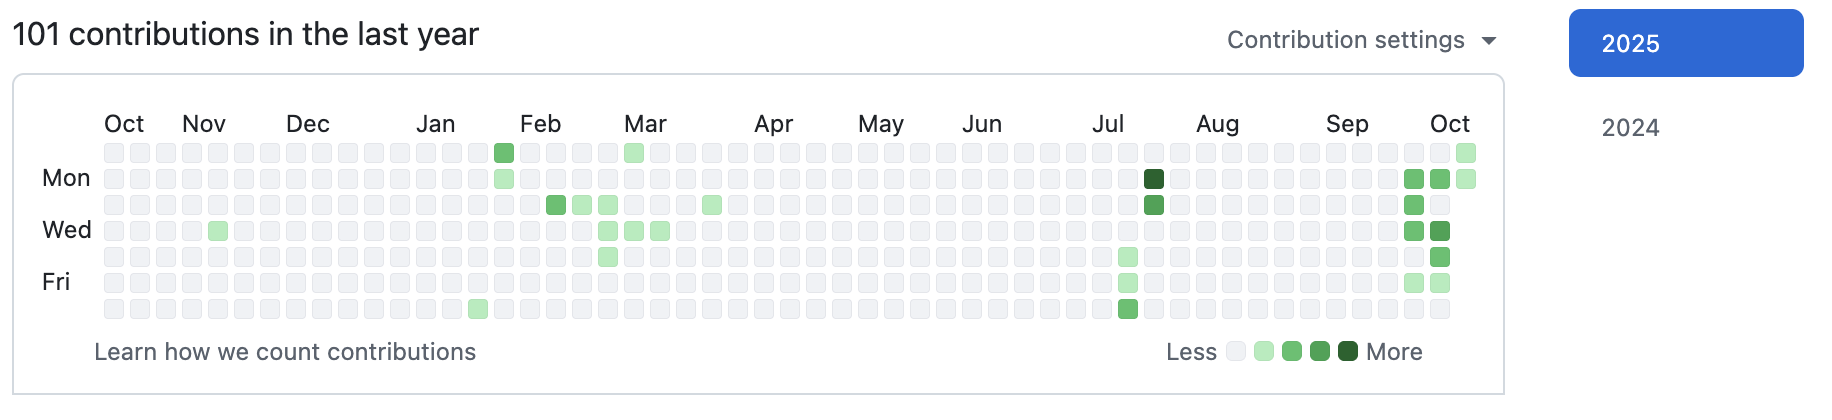 101 contributions in the last year
Contribution settings
2025
2024
Oct Nov Dec Jan Feb Mar Apr May Jun Jul Aug Sep Oct
Mon
Wed
Fri
Learn how we count contributions
Less More